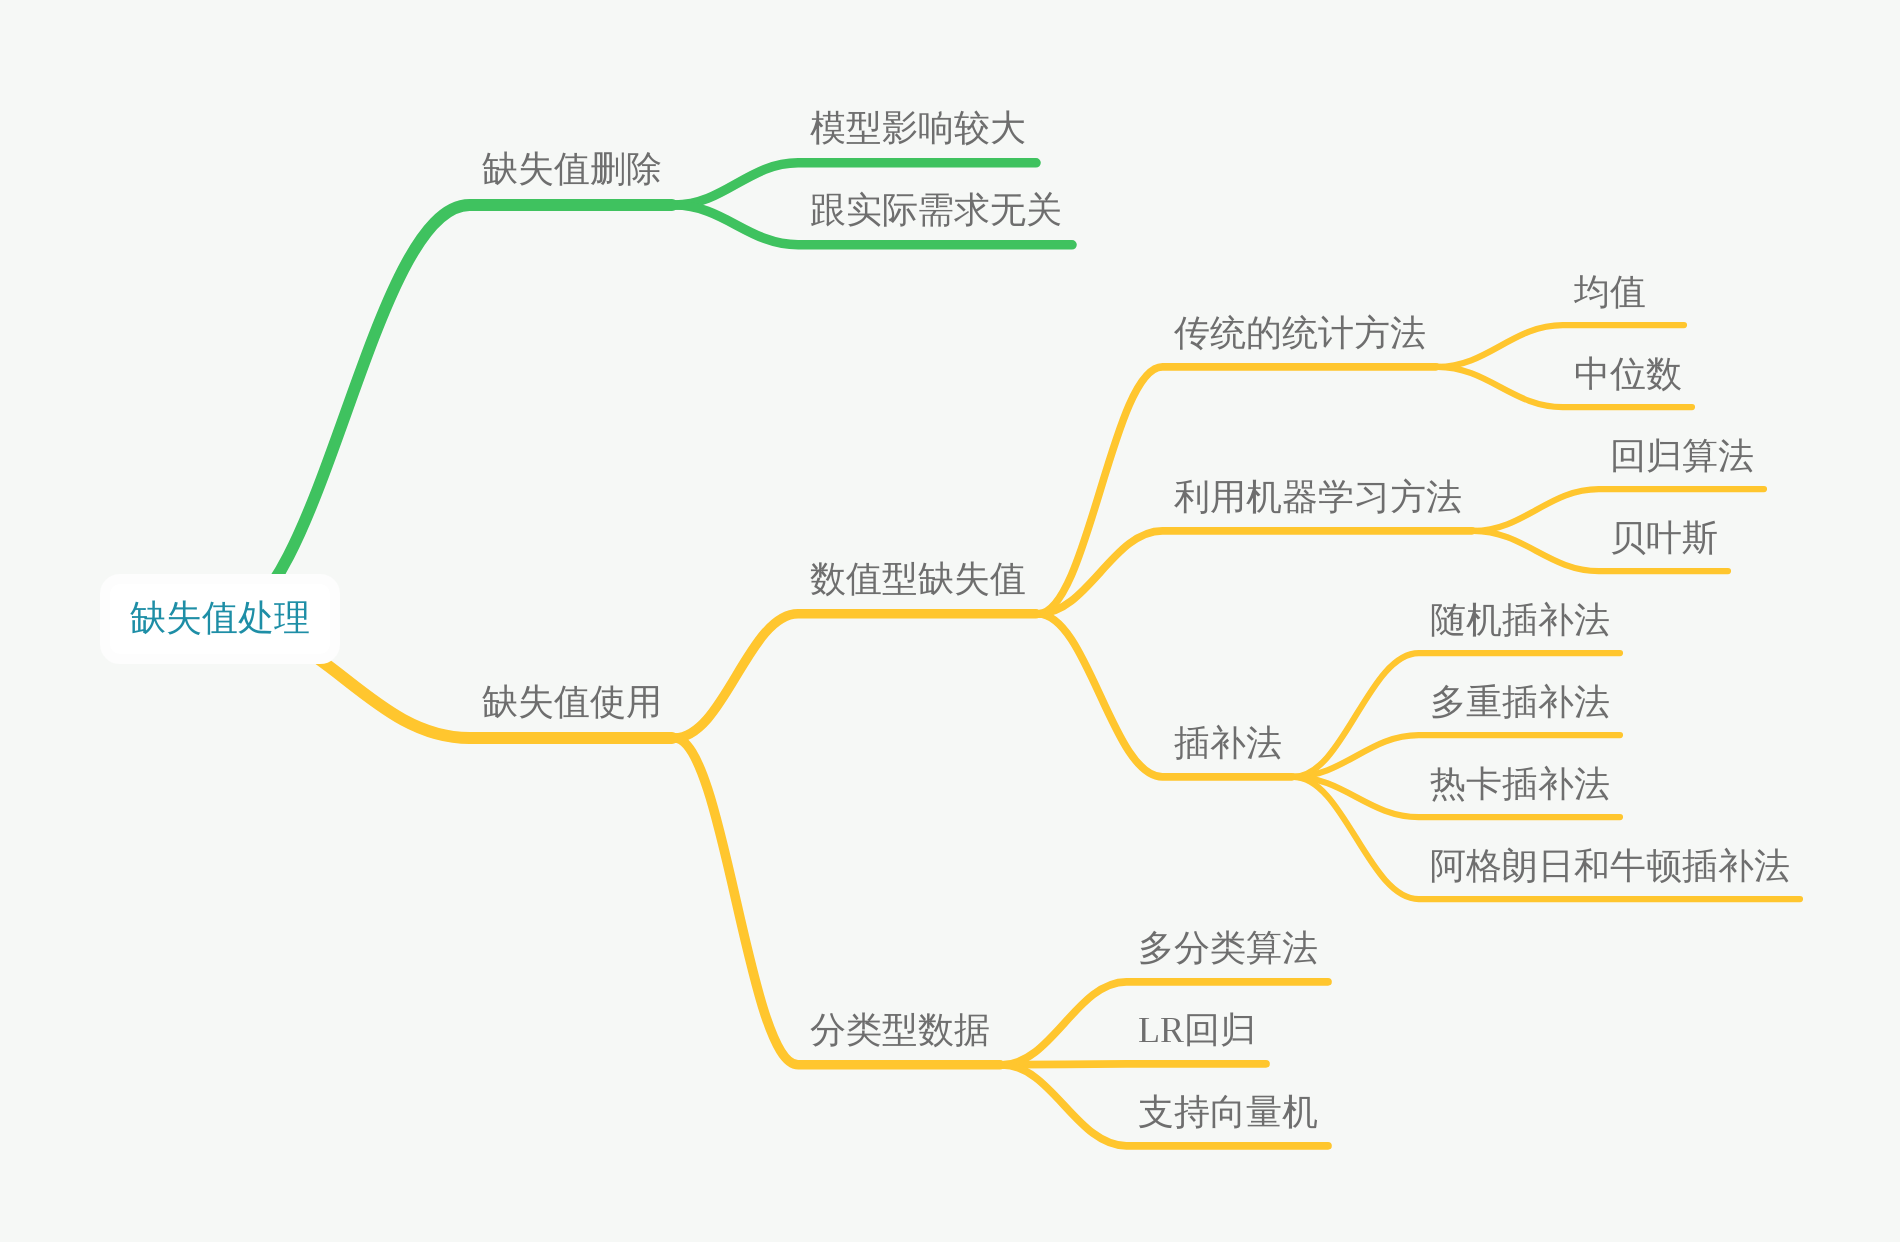 缺失值处理
缺失值删除
模型影响较大
跟实际需求无关
缺失值使用
数值型缺失值
传统的统计方法
均值
中位数
利用机器学习方法
回归算法
贝叶斯
插补法
随机插补法
多重插补法
热卡插补法
阿格朗日和牛顿插补法
分类型数据
多分类算法
LR回归
支持向量机